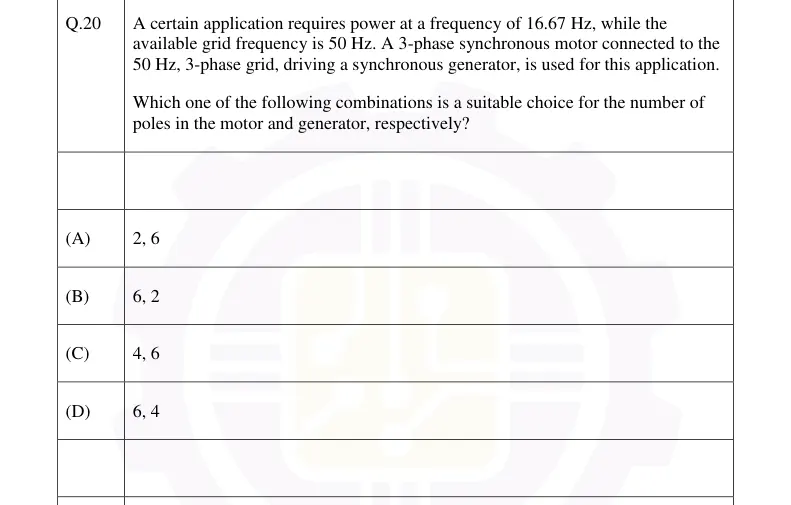 Q.20 A certain application requires power at a frequency of 16.67 Hz, while the
available grid frequency is 50 Hz. A 3-phase synchronous motor connected to the
50 Hz, 3-phase grid, driving a synchronous generator, is used for this application.
Which one of the following combinations is a suitable choice for the number of
poles in the motor and generator, respectively?
(A) 2, 6
(B) 6, 2
(C) 4, 6
(D) 6, 4